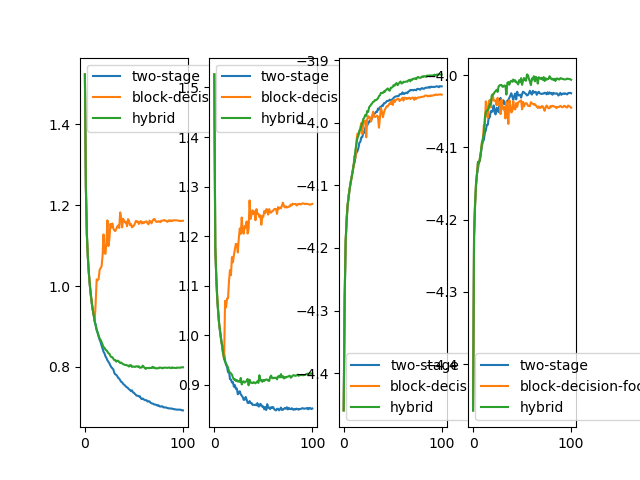 two-stage
block-decis
hybrid
1.4
1.2
1.0
0.8
0
100
two-stage
block-decis
hybrid
1.5
1.4
1.3
1.2
1.1
1.0
0.9
0
100
−3.9
−4.0
−4.1
−4.2
−4.3
−4.4
two-stage
block-decis
hybrid
0
100
−4.0
−4.1
−4.2
−4.3
−4.4
two-stage
block-decision-foc
hybrid
0
100